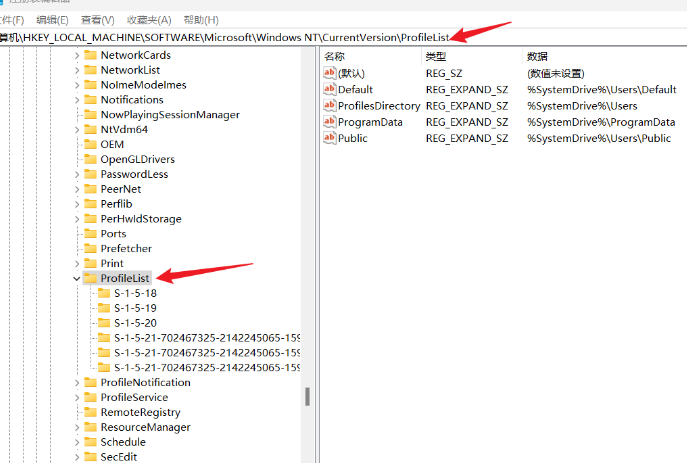 文件(F) 编辑(E) 查看(V) 收藏夹(A) 帮助(H)
算机\HKEY_LOCAL_MACHINE\SOFTWARE\Microsoft\Windows NT\CurrentVersion\ProfileList
NetworkCards
NetworkList
NoImeModeImes
Notifications
NowPlayingSessionManager
NtVdm64
OEM
OpenGLDrivers
PasswordLess
PeerNet
Perflib
PerHwIdStorage
Ports
Prefetcher
Print
ProfileList
S-1-5-18
S-1-5-19
S-1-5-20
S-1-5-21-702467325-2142245065-159
S-1-5-21-702467325-2142245065-159
S-1-5-21-702467325-2142245065-159
ProfileNotification
ProfileService
RemoteRegistry
ResourceManager
Schedule
SecEdit
名称 类型 数据
(默认) REG_SZ (数值未设置)
Default REG_EXPAND_SZ %SystemDrive%\Users\Default
ProfilesDirectory REG_EXPAND_SZ %SystemDrive%\Users
ProgramData REG_EXPAND_SZ %SystemDrive%\ProgramData
Public REG_EXPAND_SZ %SystemDrive%\Users\Public